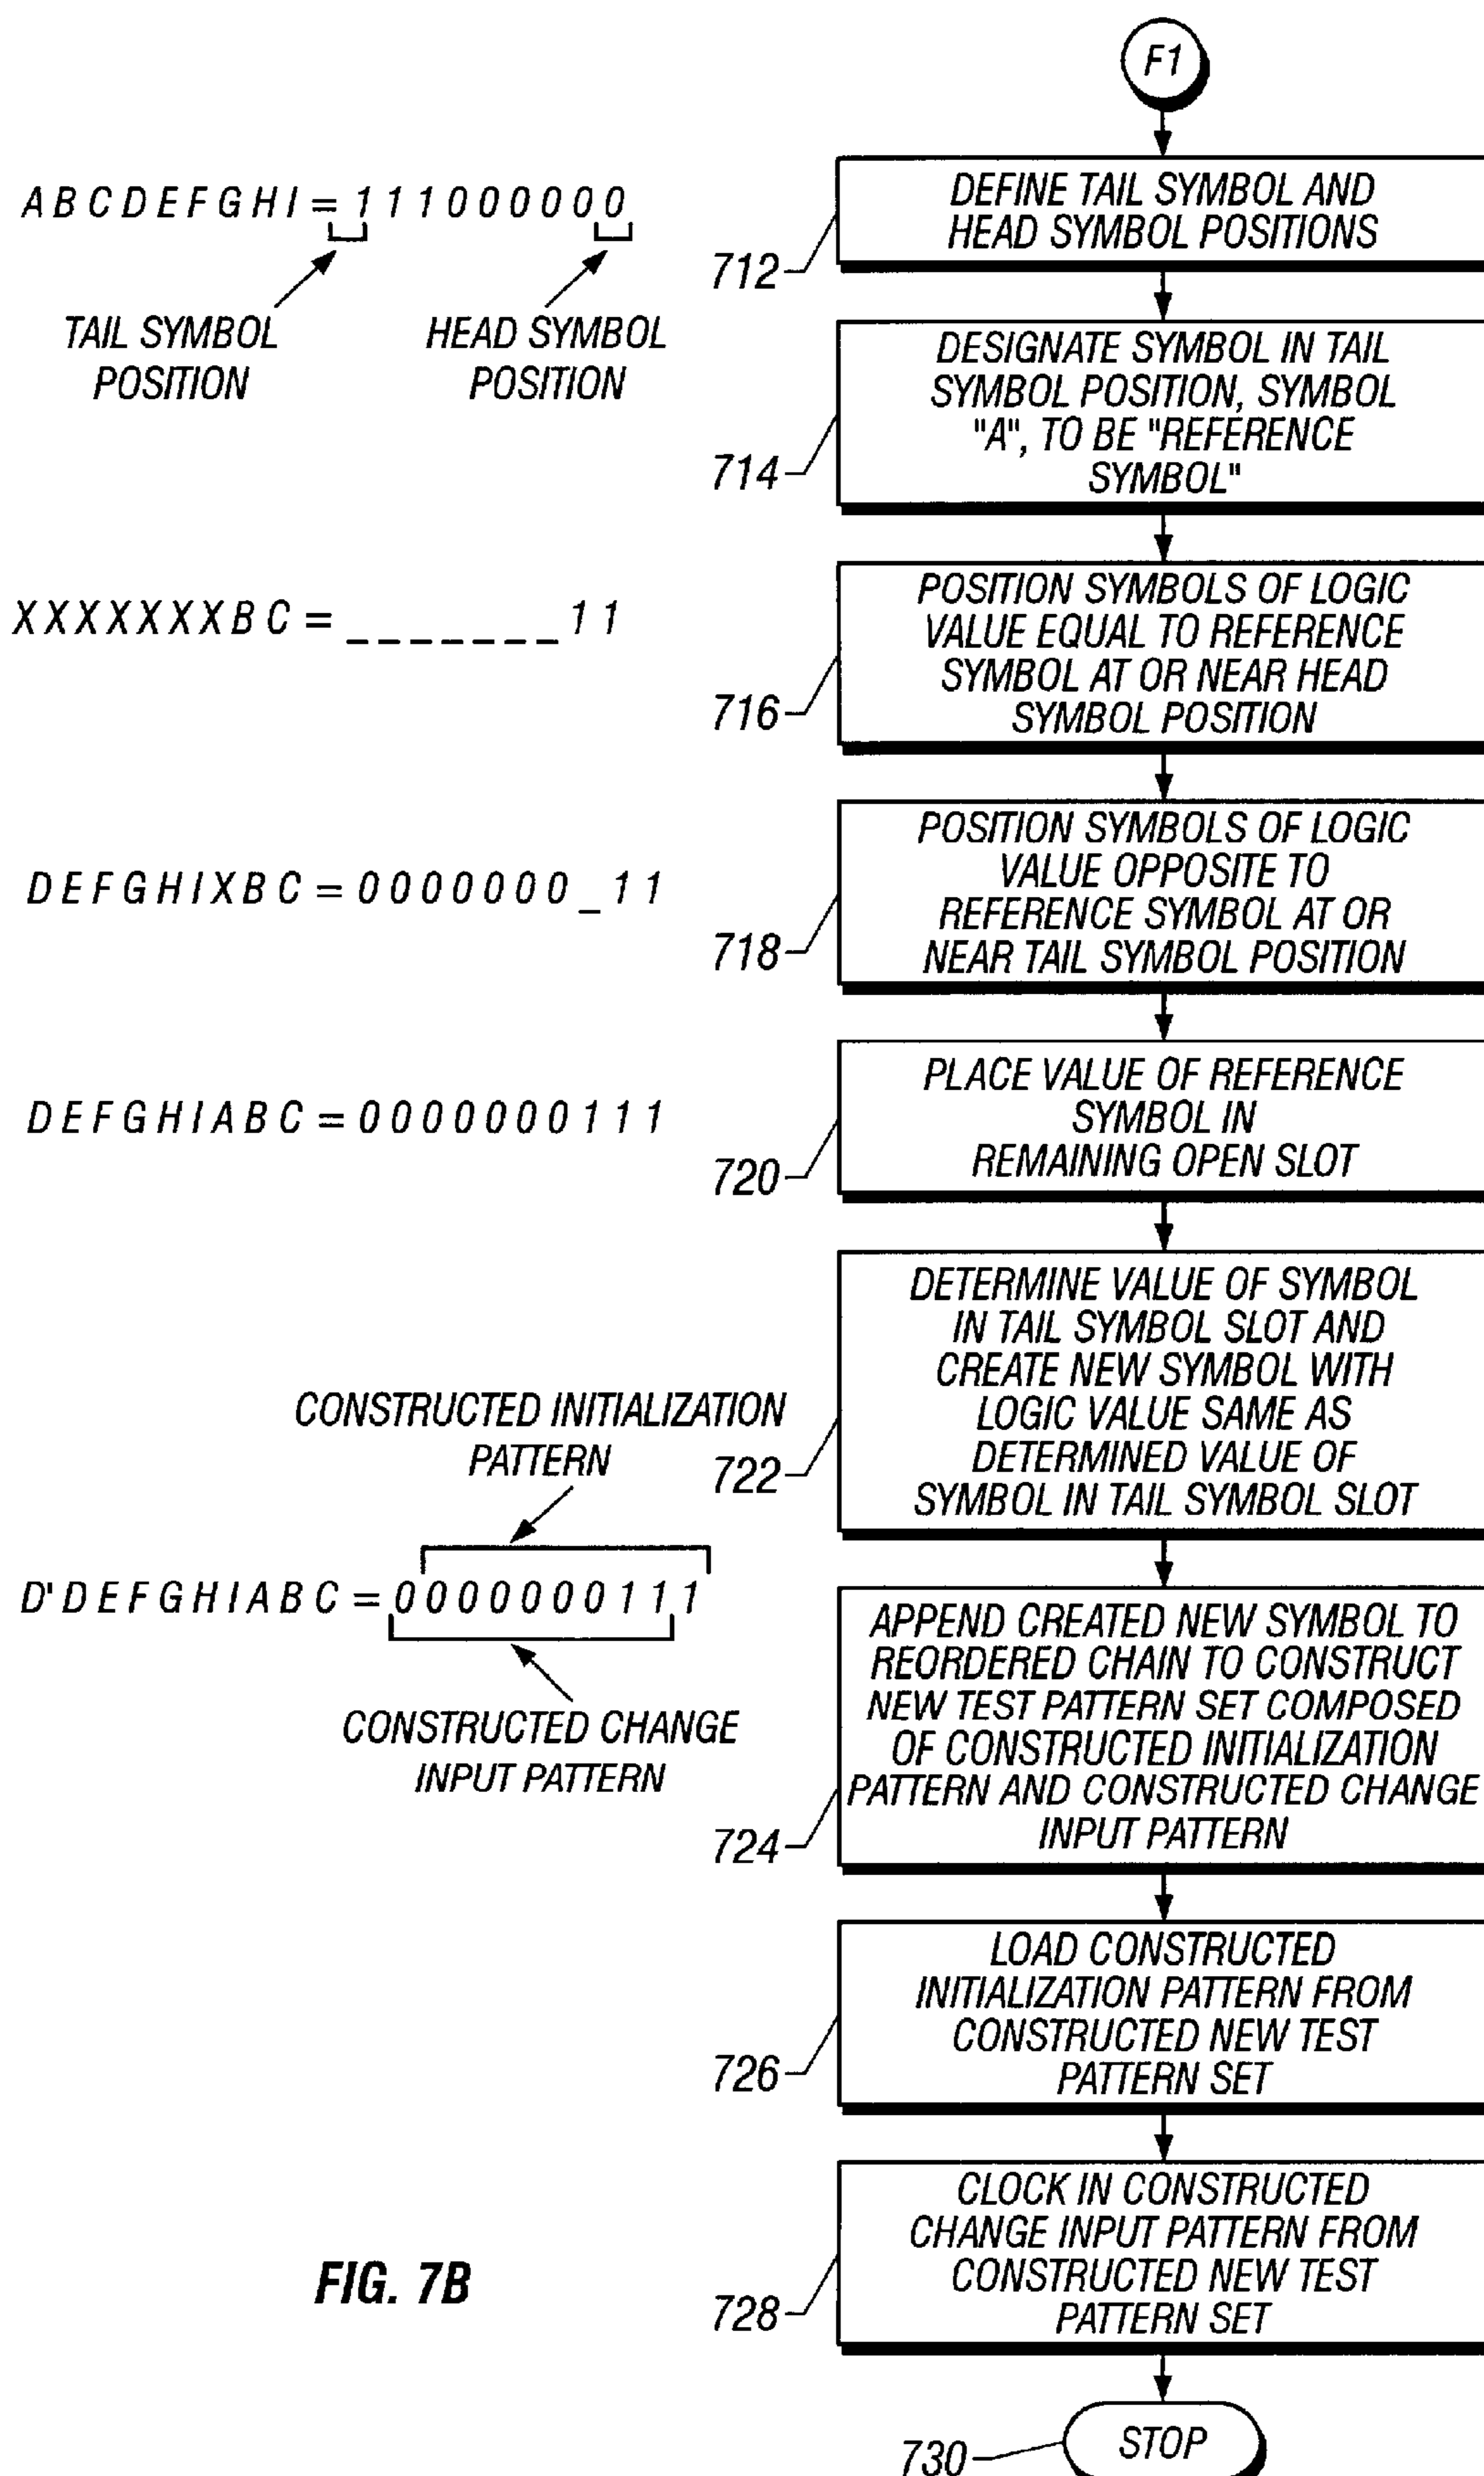 F1
A B C D E F G H I = 1 1 1 0 0 0 0 0 0
TAIL SYMBOL
POSITION
HEAD SYMBOL
POSITION
DEFINE TAIL SYMBOL AND
HEAD SYMBOL POSITIONS
712
DESIGNATE SYMBOL IN TAIL
SYMBOL POSITION, SYMBOL
"A", TO BE "REFERENCE
SYMBOL"
714
X X X X X X X B C = _ _ _ _ _ _ _ 1 1
POSITION SYMBOLS OF LOGIC
VALUE EQUAL TO REFERENCE
SYMBOL AT OR NEAR HEAD
SYMBOL POSITION
716
D E F G H I X B C = 0 0 0 0 0 0 0 _ 1 1
POSITION SYMBOLS OF LOGIC
VALUE OPPOSITE TO
REFERENCE SYMBOL AT OR
NEAR TAIL SYMBOL POSITION
718
D E F G H I A B C = 0 0 0 0 0 0 0 1 1 1
PLACE VALUE OF REFERENCE
SYMBOL IN
REMAINING OPEN SLOT
720
DETERMINE VALUE OF SYMBOL
IN TAIL SYMBOL SLOT AND
CREATE NEW SYMBOL WITH
LOGIC VALUE SAME AS
DETERMINED VALUE OF
SYMBOL IN TAIL SYMBOL SLOT
722
CONSTRUCTED INITIALIZATION
PATTERN
D' D E F G H I A B C = 0 0 0 0 0 0 0 1 1 1
CONSTRUCTED CHANGE
INPUT PATTERN
APPEND CREATED NEW SYMBOL TO
REORDERED CHAIN TO CONSTRUCT
NEW TEST PATTERN SET COMPOSED
OF CONSTRUCTED INITIALIZATION
PATTERN AND CONSTRUCTED CHANGE
INPUT PATTERN
724
LOAD CONSTRUCTED
INITIALIZATION PATTERN FROM
CONSTRUCTED NEW TEST
PATTERN SET
726
CLOCK IN CONSTRUCTED
CHANGE INPUT PATTERN FROM
CONSTRUCTED NEW TEST
PATTERN SET
728
FIG. 7B
STOP
730